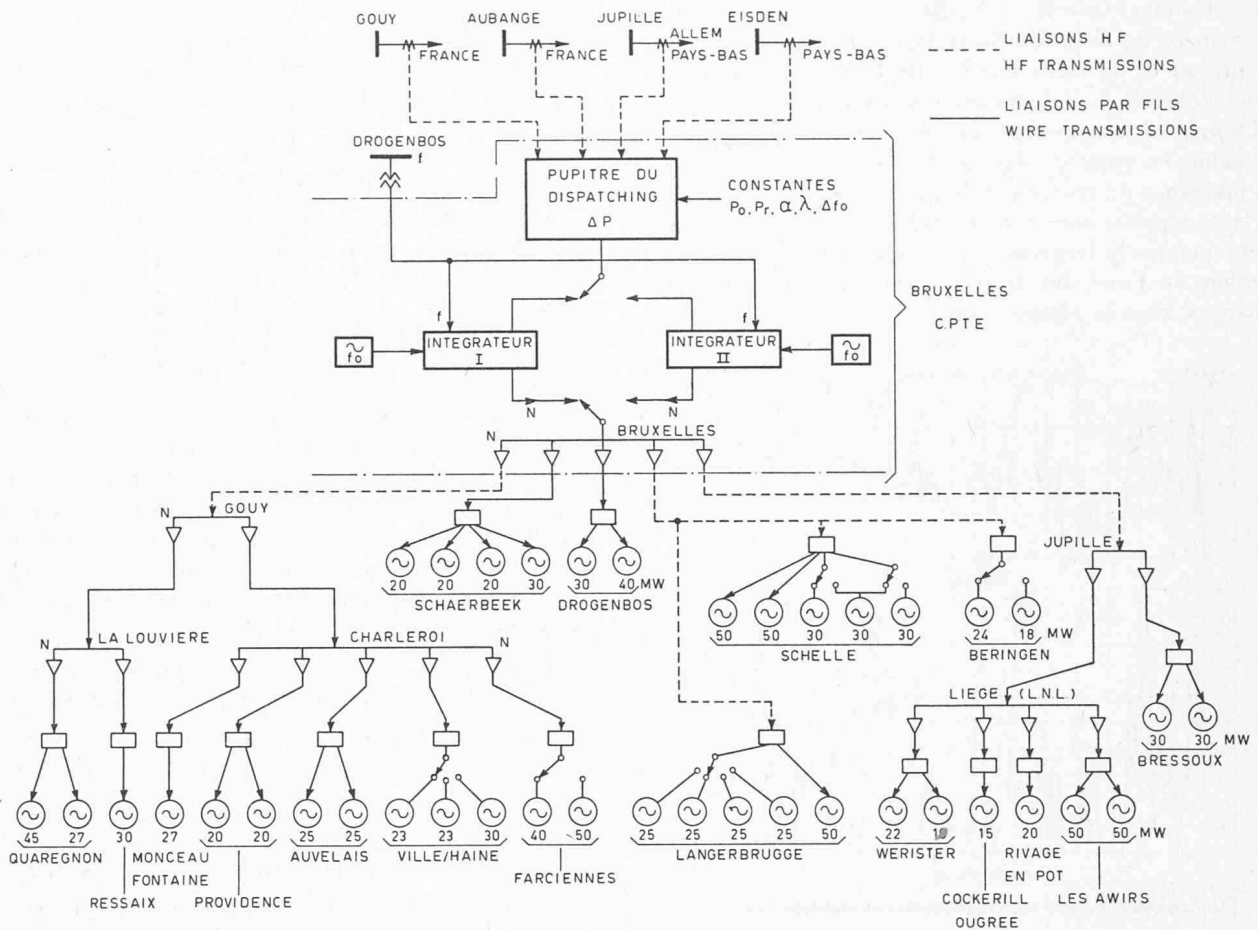 GOUY
FRANCE
AUBANGE
FRANCE
JUPILLE
ALLEM
PAYS-BAS
EISDEN
PAYS-BAS
LIAISONS HF
HF TRANSMISSIONS
LIAISONS PAR FILS
WIRE TRANSMISSIONS
DROGENBOS
f
PUPITRE DU
DISPATCHING
ΔP
CONSTANTES
Po, Pr, α, λ, Δfo
BRUXELLES
C.P.T.E
f
f
fo
INTÉGRATEUR
I
INTEGRATEUR
II
fo
N
N
N
BRUXELLES
N
GOUY
20 20 20 30
SCHAERBEEK
30 40 MW
DROGENBOS
50 50 30 30 30
SCHELLE
24 18 MW
BERINGEN
JUPILLE
LA LOUVIERE
N
CHARLEROI
N
LIEGE (L.N.L.)
30 30 MW
BRESSOUX
45 27
QUAREGNON
30
RESSAIX
27
MONCEAU
FONTAINE
20 20
PROVIDENCE
25 25
AUVELAIS
23 23 30
VILLE/HAINE
40 50
FARCIENNES
25 25 25 25 50
LANGERBRUGGE
22
WERISTER
15
COCKERILL
OUGREE
20
RIVAGE
EN POT
50 50 MW
LES AWIRS